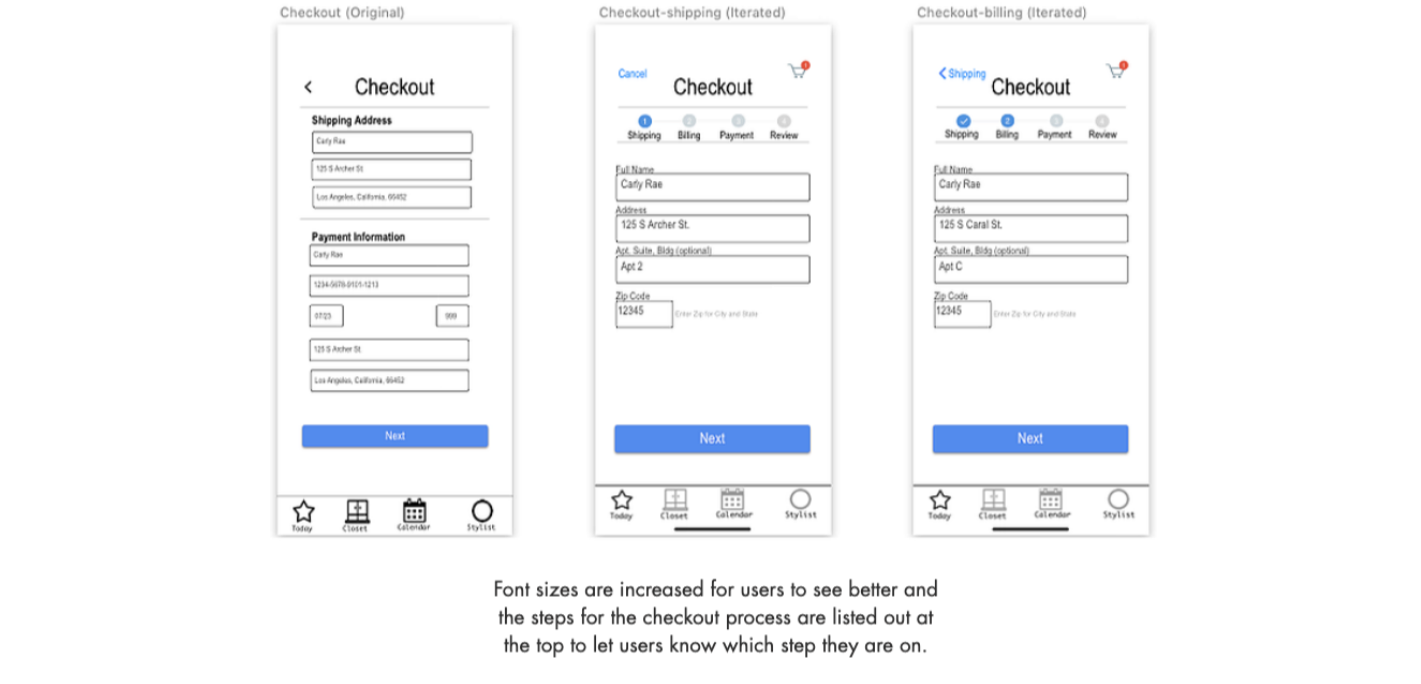 Checkout (Original)
Checkout
Shipping Address
Carly Rae
125 S Archer St.
Los Angeles, California,
Payment Information
Carly Rae
1234-5678-9101-1213
07/23
999
125 S Archer St.
Los Angeles, California,
Next
Today
Closet
Calendar
Stylist
Checkout-shipping (Iterated)
Cancel
1
Checkout
1
2
3
4
Shipping
Billing
Payment
Review
Full Name
Carly Rae
Address
125 S Archer St.
Apt, Suite, Bldg (optional)
Apt 2
Zip Code
12345
Enter Zip for City and State
Next
Today
Closet
Calendar
Stylist
Checkout-billing (Iterated)
Shipping
1
Checkout
2
3
4
Shipping
Billing
Payment
Review
Full Name
Carly Rae
Address
125 S Caral St.
Apt, Suite, Bldg (optional)
Apt C
Zip Code
12345
Enter Zip for City and State
Next
Today
Closet
Calendar
Stylist
Font sizes are increased for users to see better and
the steps for the checkout process are listed out at
the top to let users know which step they are on.